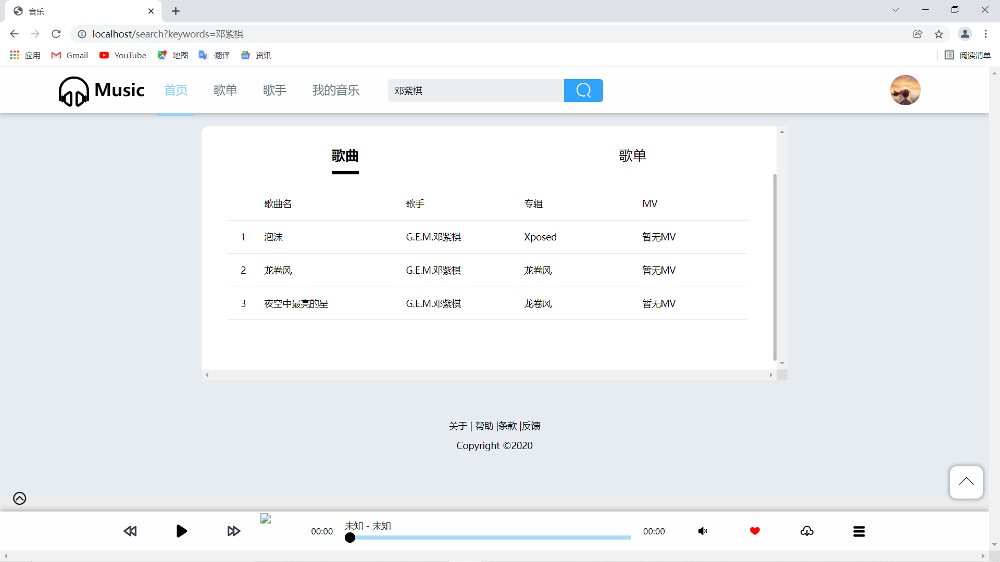 音乐
localhost/search?keywords=邓紫棋
应用 Gmail YouTube 地图 翻译 资讯 阅读清单
Music 首页 歌单 歌手 我的音乐 邓紫棋
歌曲 歌单
歌曲名 歌手 专辑 MV
1 泡沫 G.E.M.邓紫棋 Xposed 暂无MV
2 龙卷风 G.E.M.邓紫棋 龙卷风 暂无MV
3 夜空中最亮的星 G.E.M.邓紫棋 龙卷风 暂无MV
关于 | 帮助 |条款 |反馈
Copyright ©2020
未知 - 未知
00:00 00:00